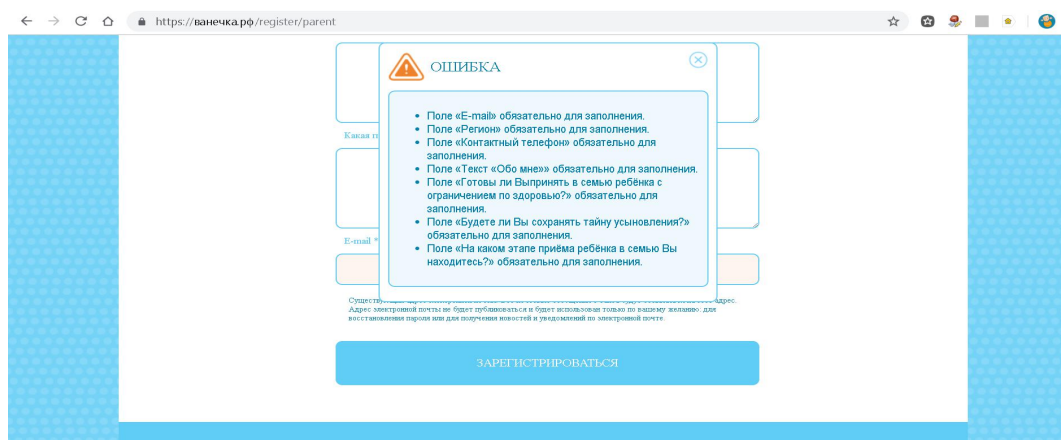 https://ванечка.рф/register/parent
ОШИБКА
• Поле «E-mail» обязательно для заполнения.
• Поле «Регион» обязательно для заполнения.
• Поле «Контактный телефон» обязательно для
заполнения.
• Поле «Текст «Обо мне»» обязательно для заполнения.
• Поле «Готовы ли Выпринять в семью ребёнка с
ограничением по здоровью?» обязательно для
заполнения.
• Поле «Будете ли Вы сохранять тайну усыновления?»
обязательно для заполнения.
• Поле «На каком этапе приёма ребёнка в семью Вы
находитесь?» обязательно для заполнения.
Какая
E-mail *
адрес.
Адрес электронной почты не будет публиковаться и будет использован только по вашему желанию: для
восстановления пароля или для получения новостей и уведомлений по электронной почте.
ЗАРЕГИСТРИРОВАТЬСЯ